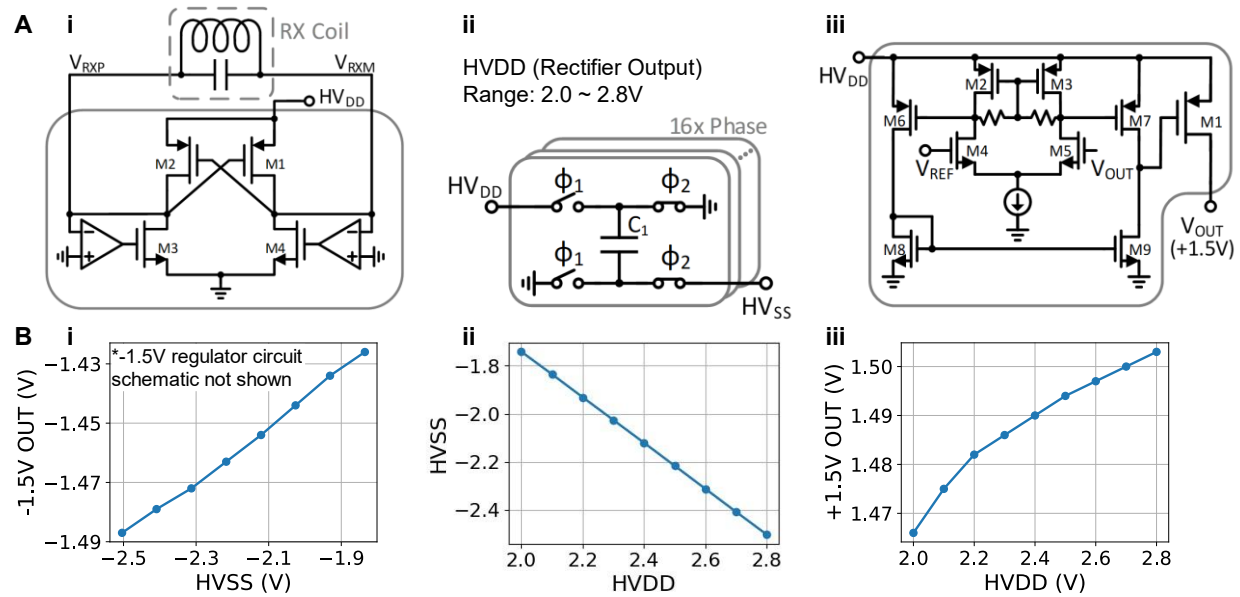 A
i
RX Coil
V_RXP
V_RXM
HV_DD
M2
M1
M3
M4
−
+
−
+
ii
HVDD (Rectifier Output)
Range: 2.0 ~ 2.8V
16x Phase
HV_DD
ϕ1
ϕ2
C1
ϕ1
ϕ2
HV_SS
iii
HV_DD
M2
M3
M6
M7
M1
M4
M5
V_REF
V_OUT
M8
M9
V_OUT
(+1.5V)
B
i
*-1.5V regulator circuit
schematic not shown
-1.5V OUT (V)
−1.43
−1.45
−1.47
−1.49
−2.5
−2.3
−2.1
−1.9
HVSS (V)
ii
HVSS
−1.8
−2.0
−2.2
−2.4
2.0
2.2
2.4
2.6
2.8
HVDD
iii
+1.5V OUT (V)
1.50
1.49
1.48
1.47
2.0
2.2
2.4
2.6
2.8
HVDD (V)